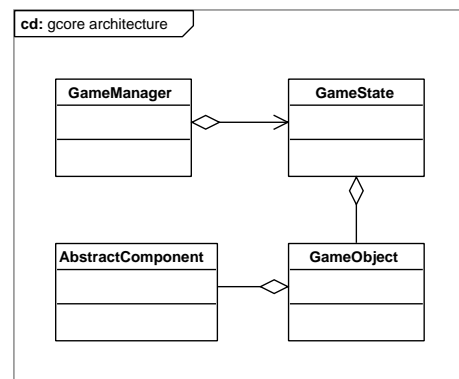 cd: gcore architecture
GameManager
GameState
AbstractComponent
GameObject